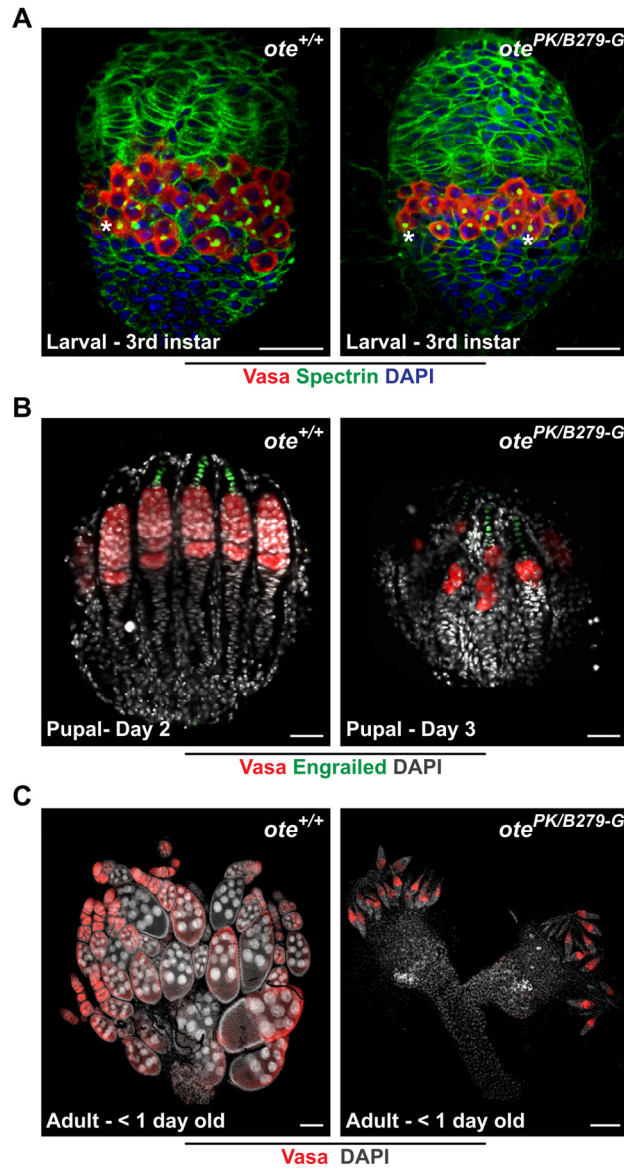 A
ote+/+
otePK/B279-G
*
* *
Larval - 3rd instar
Larval - 3rd instar
Vasa Spectrin DAPI
B
ote+/+
otePK/B279-G
Pupal- Day 2
Pupal - Day 3
Vasa Engrailed DAPI
C
ote+/+
otePK/B279-G
Adult - < 1 day old
Adult - < 1 day old
Vasa DAPI